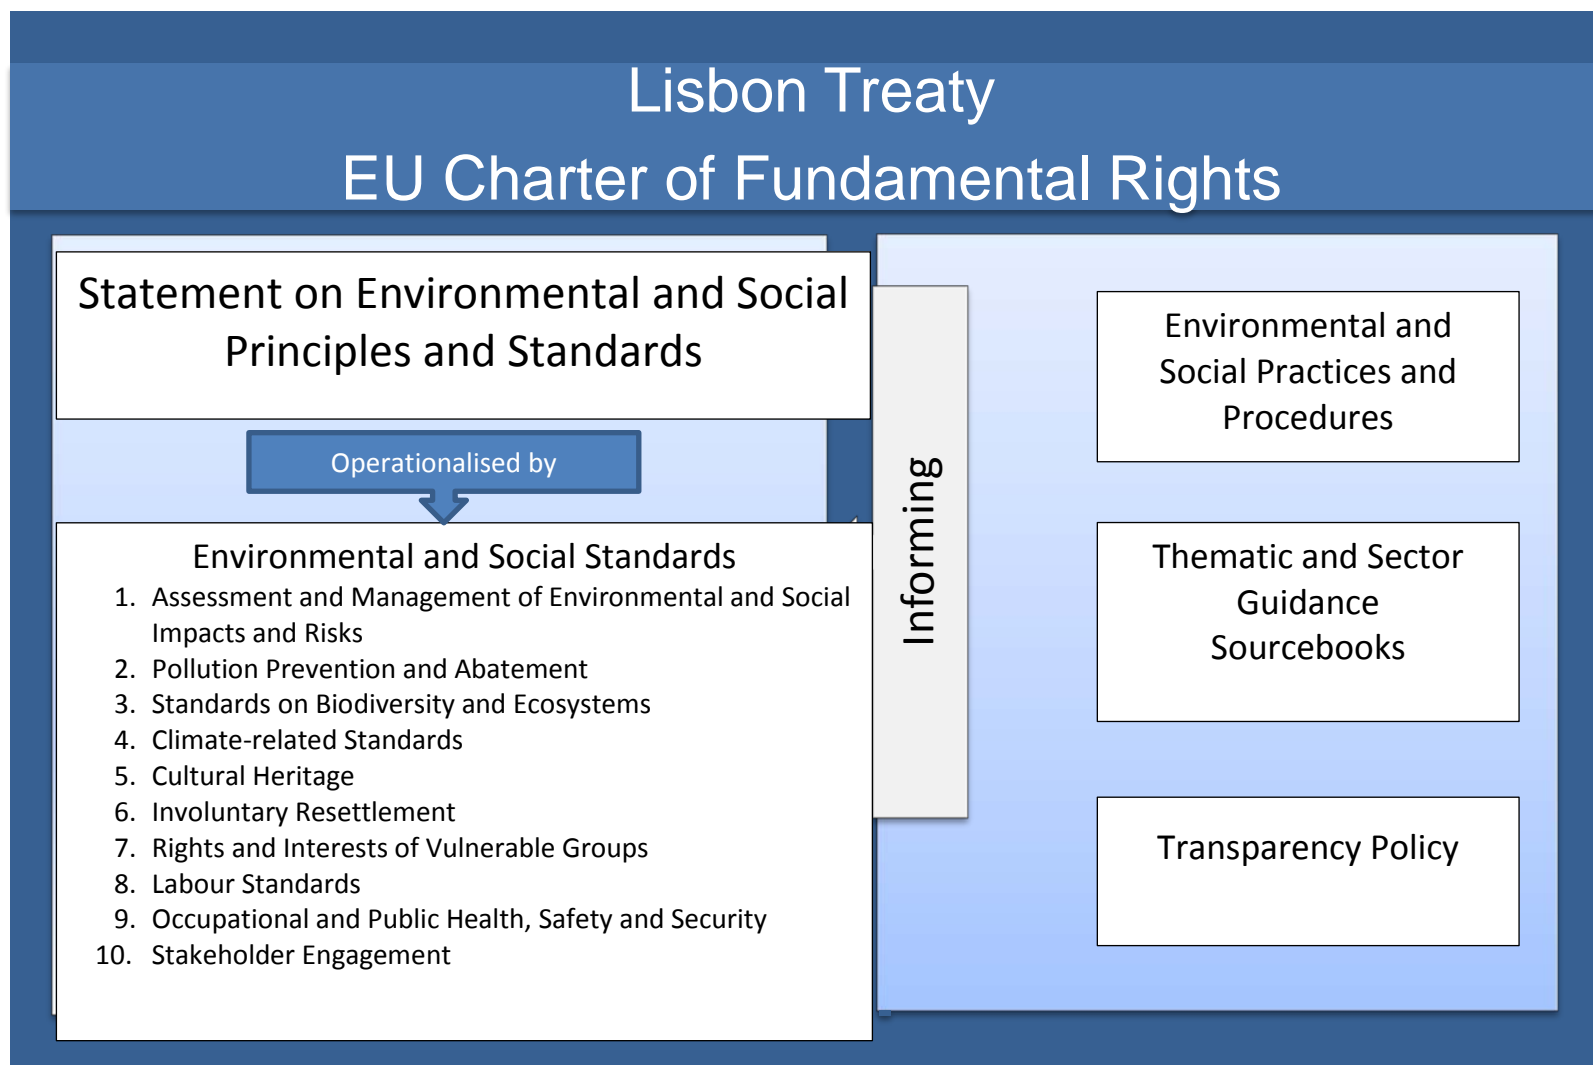 Lisbon Treaty
EU Charter of Fundamental Rights
Statement on Environmental and Social
Principles and Standards
Operationalised by
Environmental and Social Standards
1. Assessment and Management of Environmental and Social
Impacts and Risks
2. Pollution Prevention and Abatement
3. Standards on Biodiversity and Ecosystems
4. Climate-related Standards
5. Cultural Heritage
6. Involuntary Resettlement
7. Rights and Interests of Vulnerable Groups
8. Labour Standards
9. Occupational and Public Health, Safety and Security
10. Stakeholder Engagement
Informing
Environmental and
Social Practices and
Procedures
Thematic and Sector
Guidance
Sourcebooks
Transparency Policy